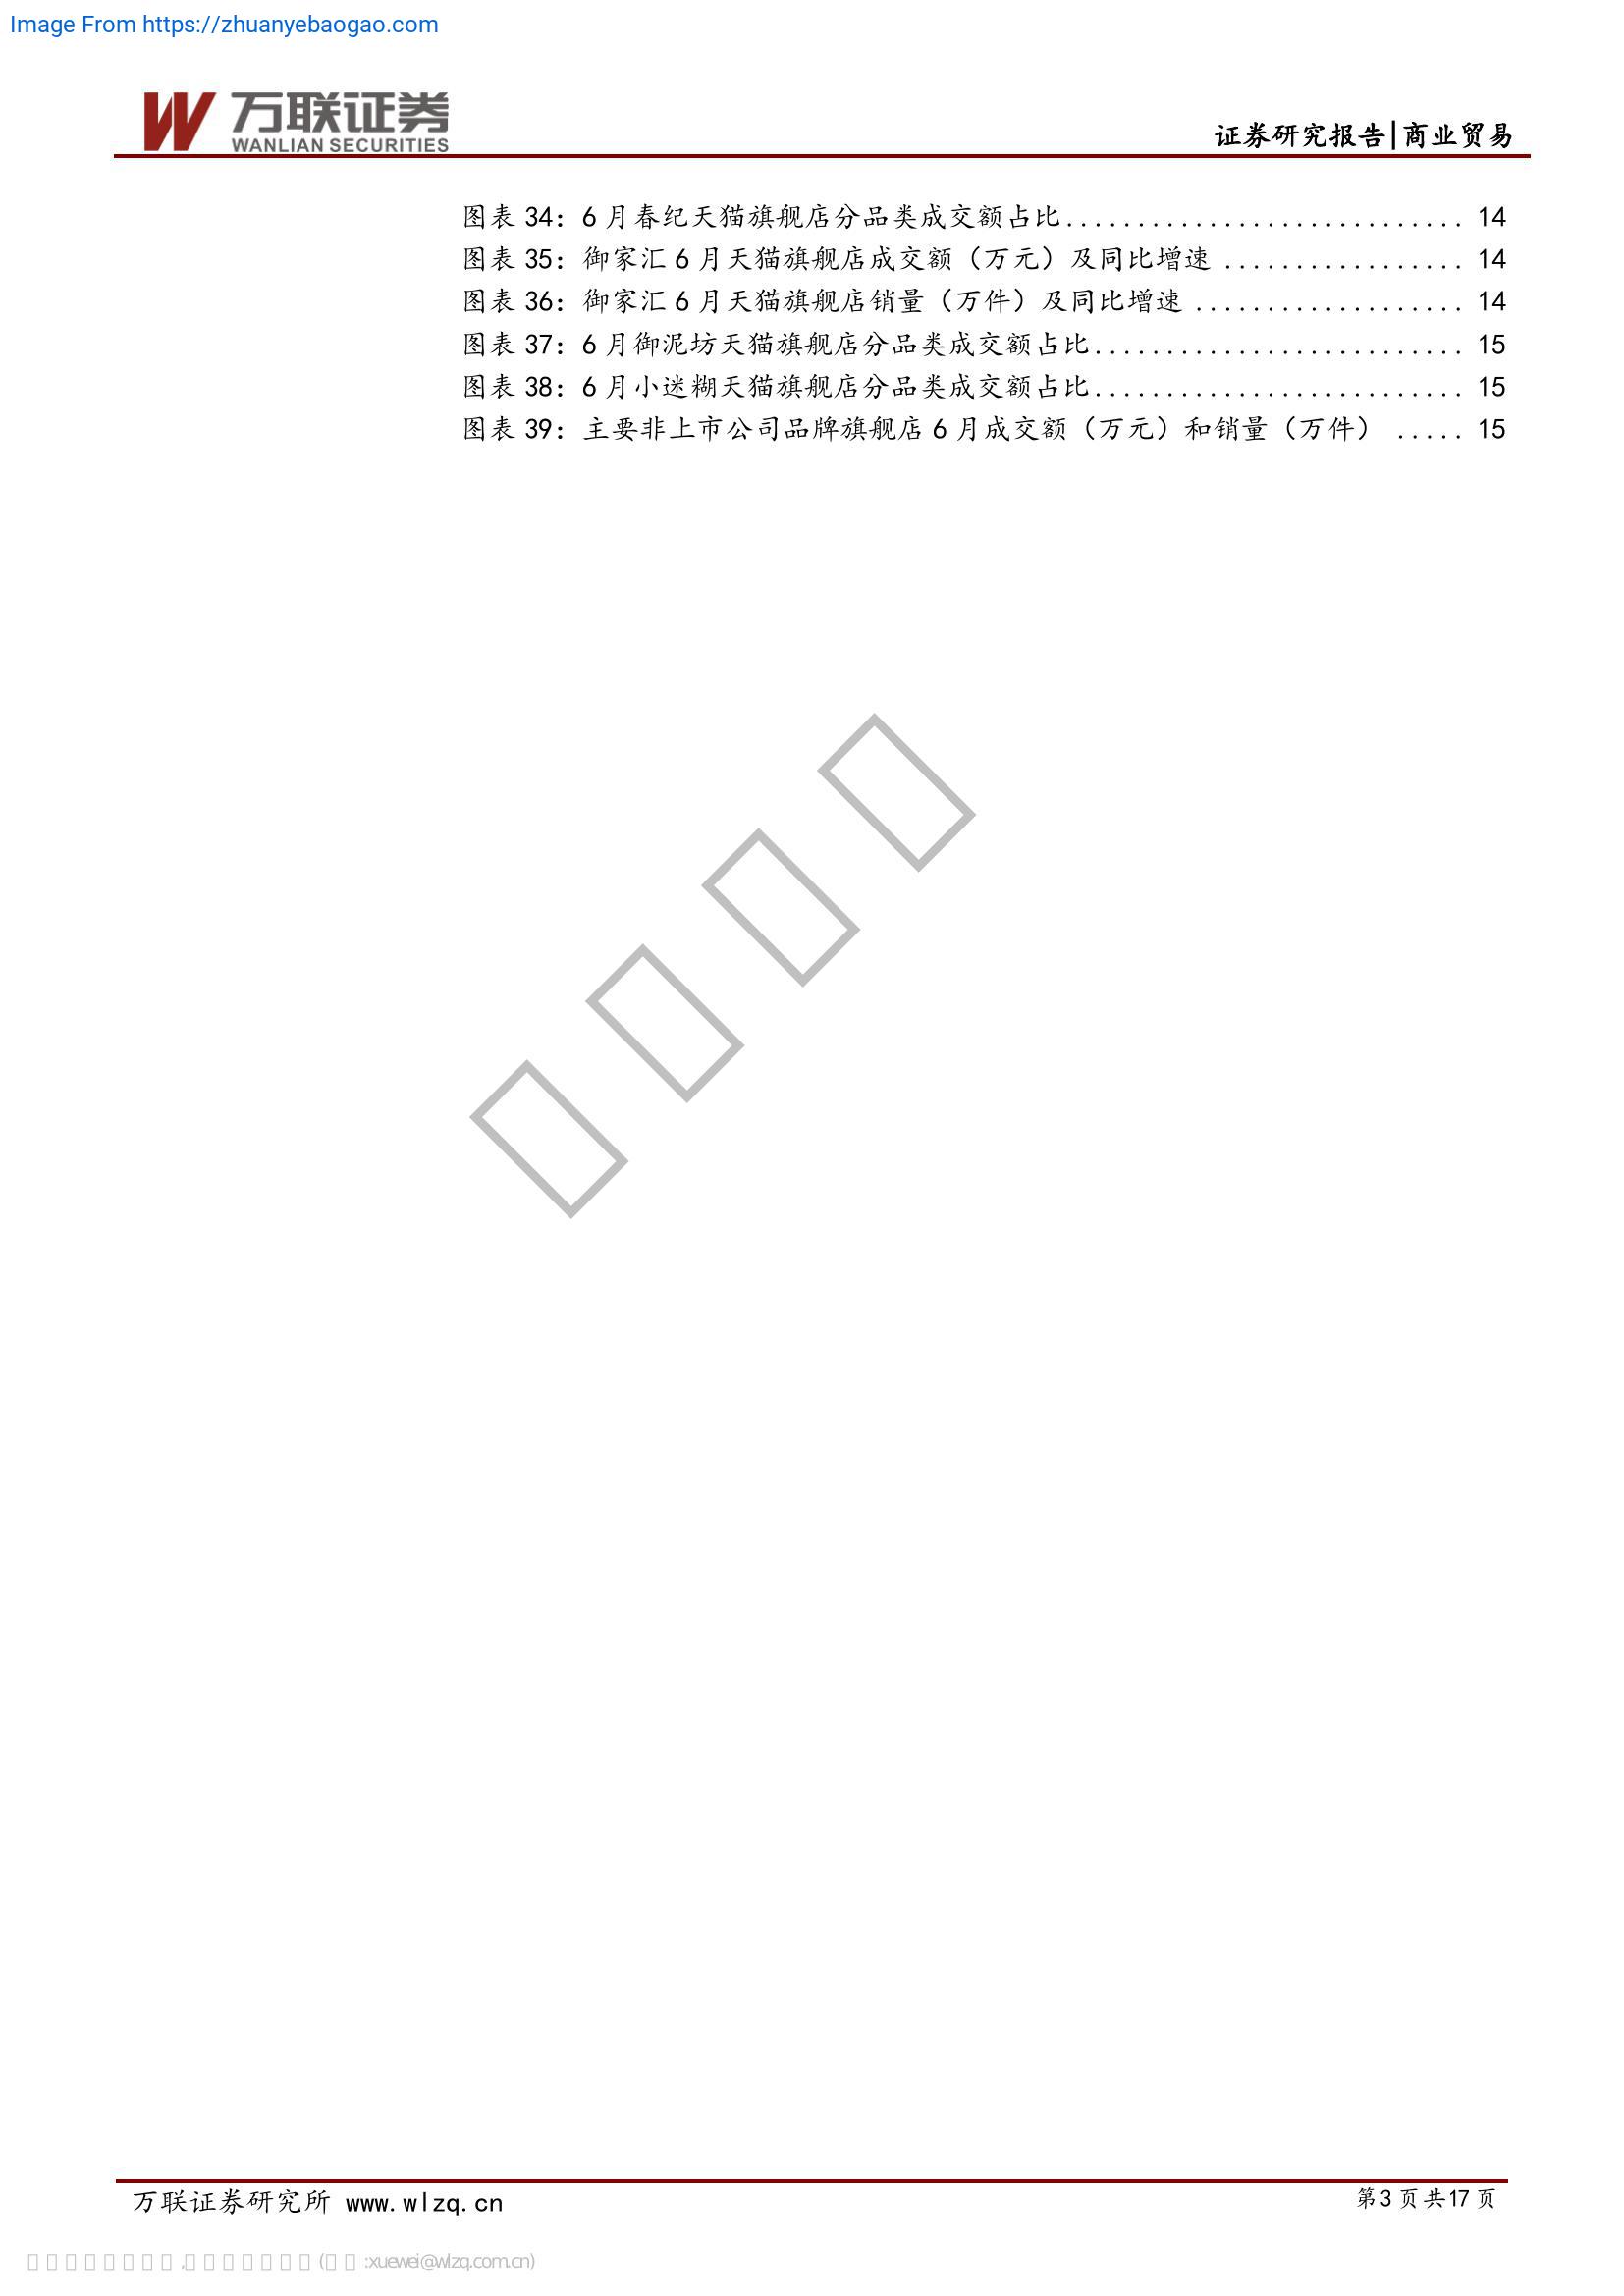 Image From https://zhuanyebaogao.com
万联证券
WANLIAN SECURITIES
证券研究报告|商业贸易
图表 34：6 月春纪天猫旗舰店分品类成交额占比............................ 14
图表 35：御家汇 6 月天猫旗舰店成交额（万元）及同比增速 ................. 14
图表 36：御家汇 6 月天猫旗舰店销量（万件）及同比增速 ................... 14
图表 37：6 月御泥坊天猫旗舰店分品类成交额占比.......................... 15
图表 38：6 月小迷糊天猫旗舰店分品类成交额占比.......................... 15
图表 39：主要非上市公司品牌旗舰店 6 月成交额（万元）和销量（万件） ..... 15
万联证券研究所 www.wlzq.cn
第 3 页 共 17 页
:xuewei@wlzq.com.cn)